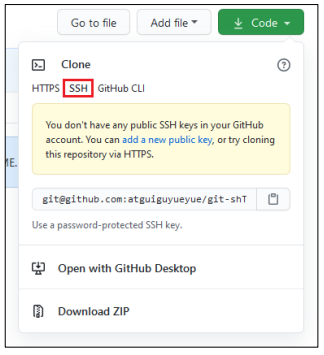 Go to file Add file Code
Clone
HTTPS SSH GitHub CLI
You don't have any public SSH keys in your GitHub
account. You can add a new public key, or try cloning
this repository via HTTPS.
ME.
git@github.com:atguiguyueyue/git-shT
Use a password-protected SSH key.
Open with GitHub Desktop
Download ZIP